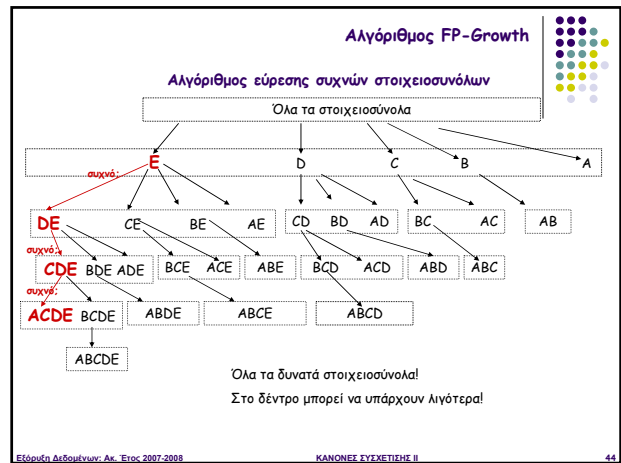 Αλγόριθμος FP-Growth
Αλγόριθμος εύρεσης συχνών στοιχειοσυνόλων
Όλα τα στοιχειοσύνολα
E D C B A
συχνό;
DE CE BE AE CD BD AD BC AC AB
συχνό;
CDE BDE ADE BCE ACE ABE BCD ACD ABD ABC
συχνό;
ACDE BCDE ABDE ABCE ABCD
ABCDE
Όλα τα δυνατά στοιχειοσύνολα!
Στο δέντρο μπορεί να υπάρχουν λιγότερα!
Εξόρυξη Δεδομένων: Ακ. Έτος 2007-2008 ΚΑΝΟΝΕΣ ΣΥΣΧΕΤΙΣΗΣ II 44